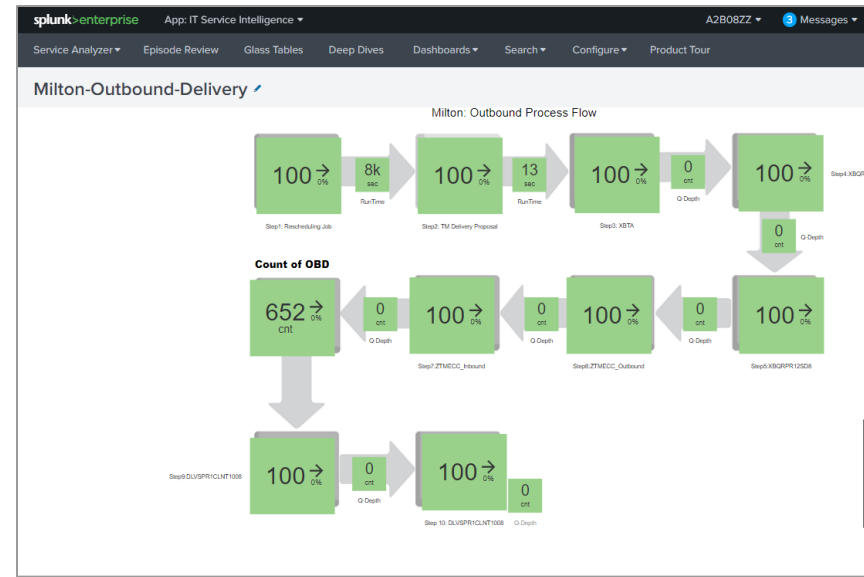 splunk>enterprise App: IT Service Intelligence A2B08ZZ 3 Messages
Service Analyzer Episode Review Glass Tables Deep Dives Dashboards Search Configure Product Tour
Milton-Outbound-Delivery
Milton: Outbound Process Flow
100 0% 8k sec 100 0% 13 sec 100 0% 0 cnt 100 0%
RunTime RunTime Q-Depth
Step1: Rescheduling Job Step2: TM Delivery Proposal Step3: XBTA Step4:XBQR
0 cnt Q-Depth
Count of OBD
652 cnt 0% 0 cnt 100 0% 0 cnt 100 0% 0 cnt 100 0%
Q-Depth Q-Depth Q-Depth
Step7:ZTMECC_Inbound Step6:ZTMECC_Outbound Step5:XBQRPR12SD8
Step9:DLVSPR1CLNT1008 100 0% 0 cnt 100 0% 0 cnt
Q-Depth
Step 10: DLVSPR1CLNT1008 Q-Depth